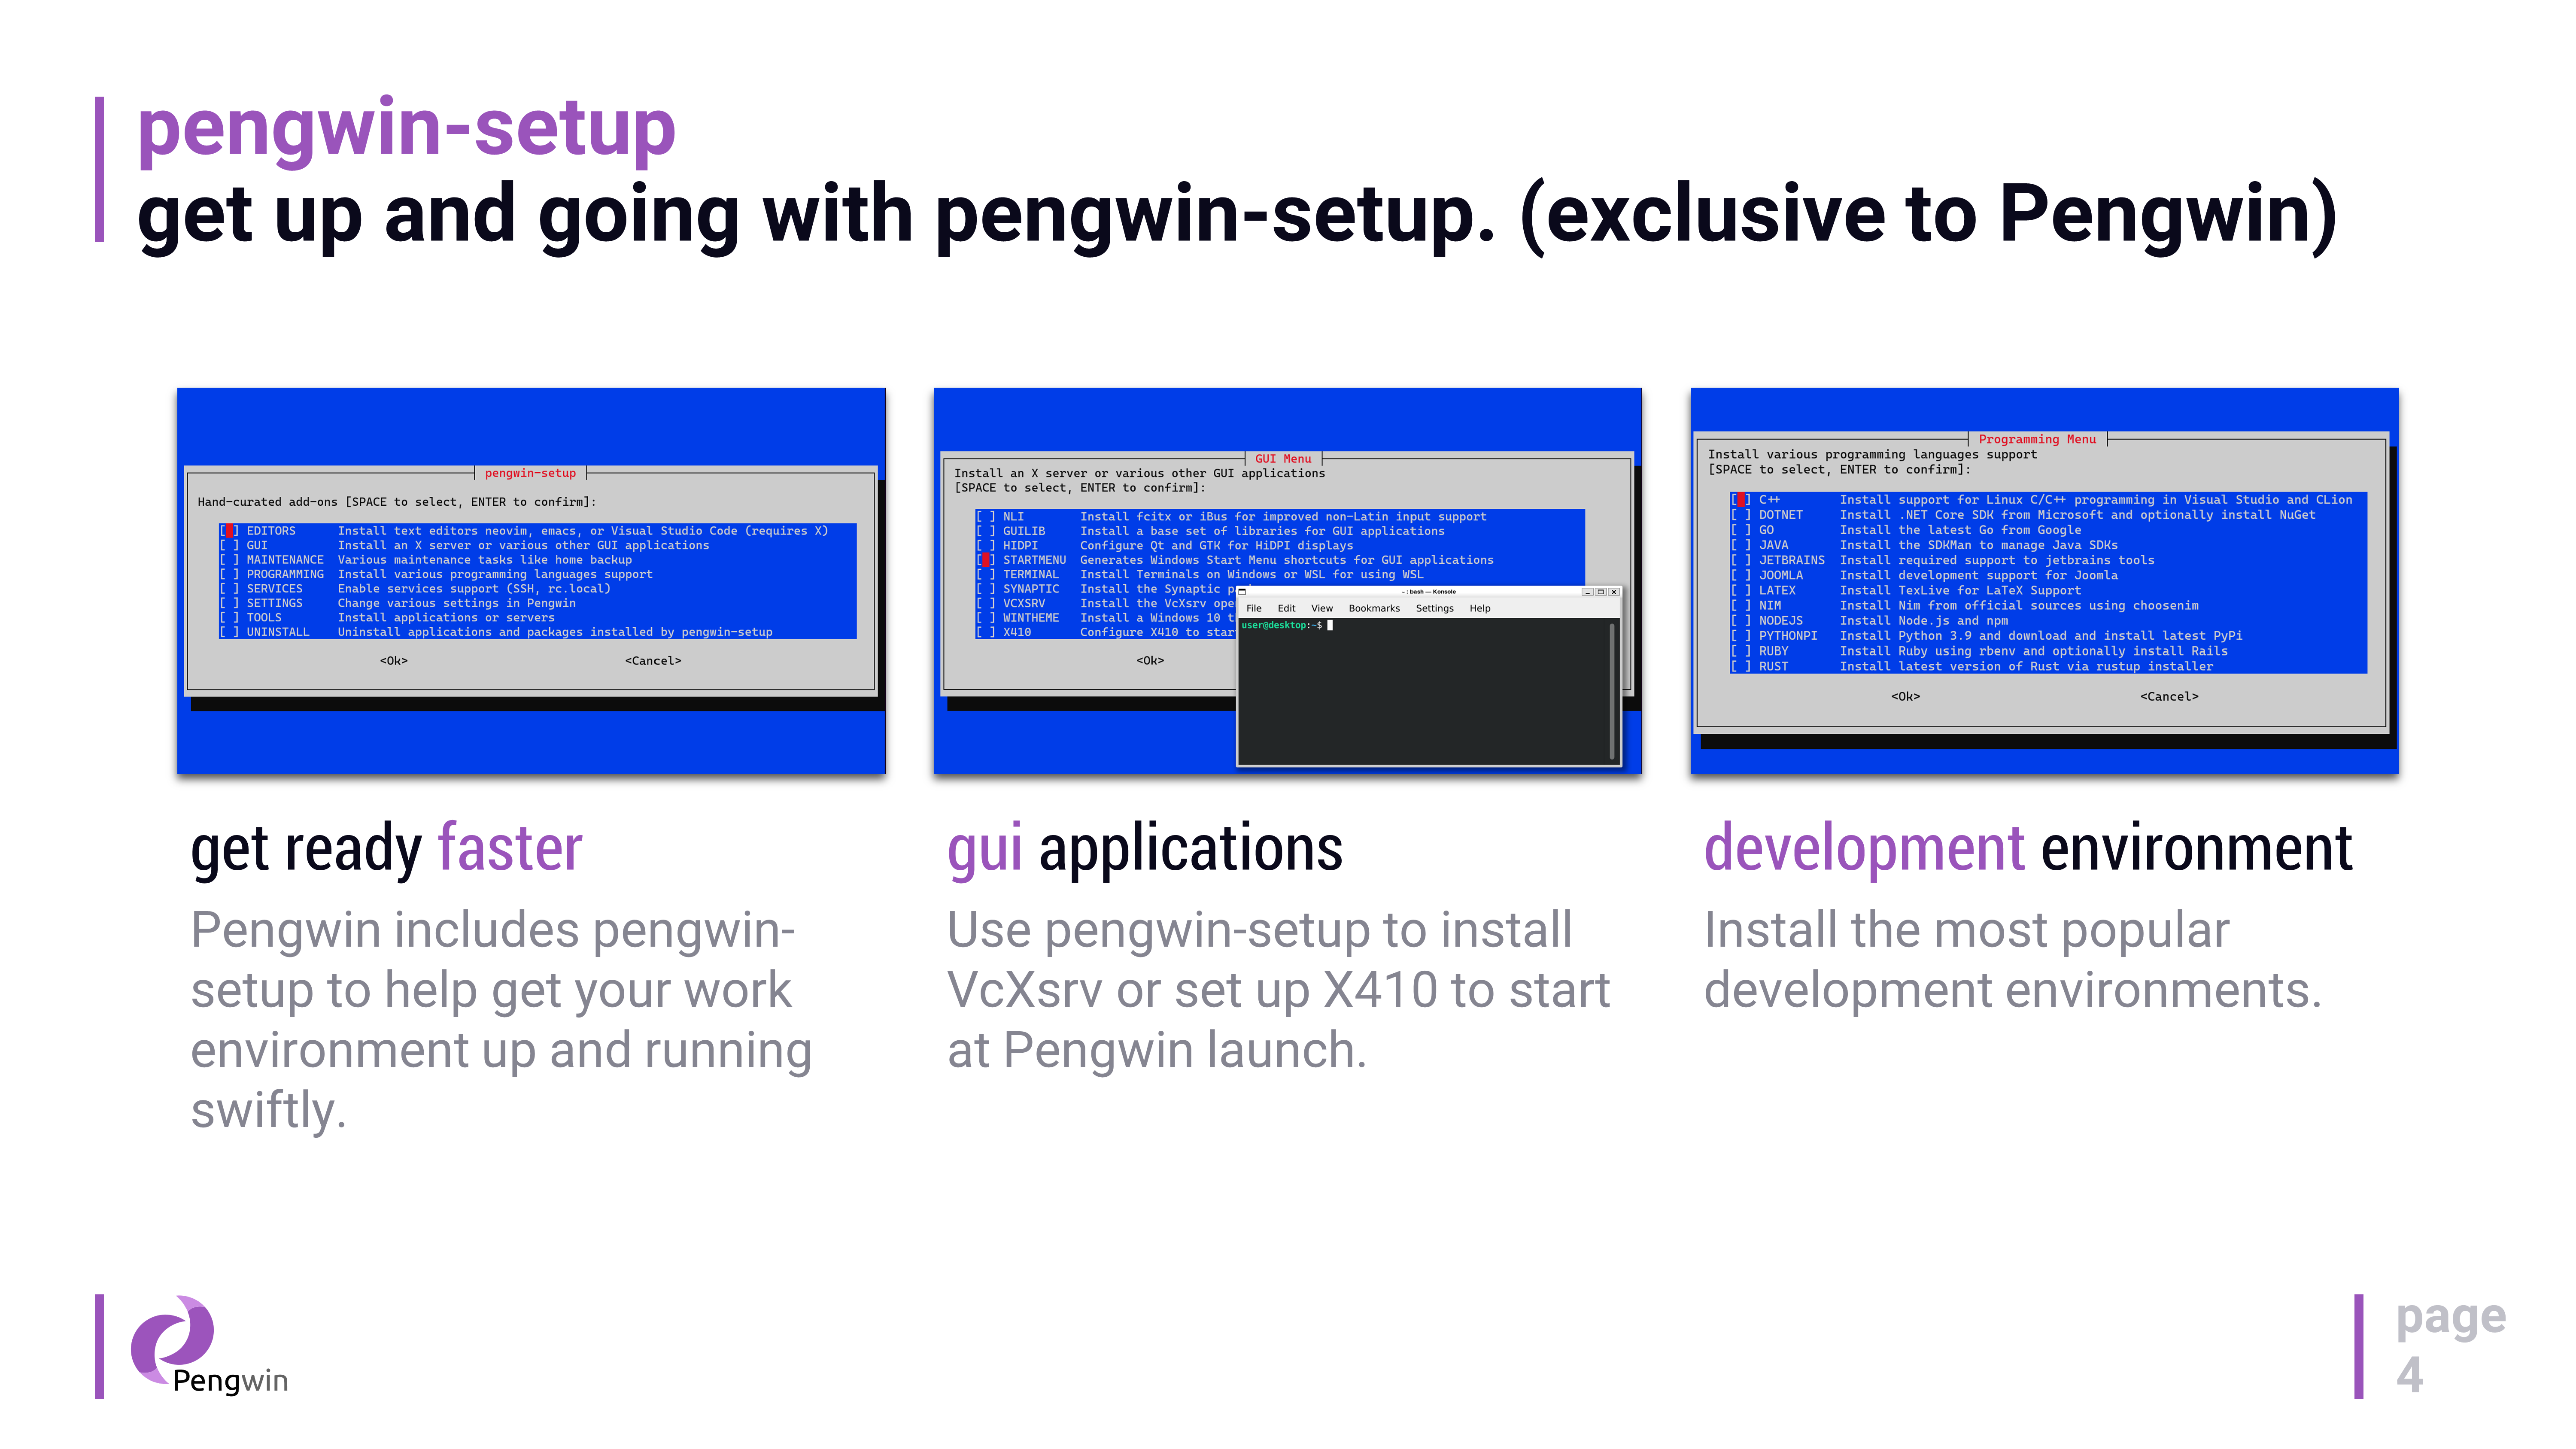 pengwin-setup
get up and going with pengwin-setup. (exclusive to Pengwin)
pengwin-setup
Hand-curated add-ons [SPACE to select, ENTER to confirm]:
[ ] EDITORS Install text editors neovim, emacs, or Visual Studio Code (requires X)
[ ] GUI Install an X server or various other GUI applications
[ ] MAINTENANCE Various maintenance tasks like home backup
[ ] PROGRAMMING Install various programming languages support
[ ] SERVICES Enable services support (SSH, rc.local)
[ ] SETTINGS Change various settings in Pengwin
[ ] TOOLS Install applications or servers
[ ] UNINSTALL Uninstall applications and packages installed by pengwin-setup
<Ok> <Cancel>
GUI Menu
Install an X server or various other GUI applications
[SPACE to select, ENTER to confirm]:
[ ] NLI Install fcitx or iBus for improved non-Latin input support
[ ] GUILIB Install a base set of libraries for GUI applications
[ ] HIDPI Configure Qt and GTK for HiDPI displays
[ ] STARTMENU Generates Windows Start Menu shortcuts for GUI applications
[ ] TERMINAL Install Terminals on Windows or WSL for using WSL
[ ] SYNAPTIC Install the Synaptic
[ ] VCXSRV Install the VcXsrv
[ ] WINTHEME Install a Windows 10
[ ] X410 Configure X410 to
<Ok>
~ : bash — Konsole
File Edit View Bookmarks Settings Help
user@desktop:~$
Programming Menu
Install various programming languages support
[SPACE to select, ENTER to confirm]:
[ ] C++ Install support for Linux C/C++ programming in Visual Studio and CLion
[ ] DOTNET Install .NET Core SDK from Microsoft and optionally install NuGet
[ ] GO Install the latest Go from Google
[ ] JAVA Install the SDKMan to manage Java SDKs
[ ] JETBRAINS Install required support to jetbrains tools
[ ] JOOMLA Install development support for Joomla
[ ] LATEX Install TexLive for LaTeX Support
[ ] NIM Install Nim from official sources using choosenim
[ ] NODEJS Install Node.js and npm
[ ] PYTHONPI Install Python 3.9 and download and install latest PyPi
[ ] RUBY Install Ruby using rbenv and optionally install Rails
[ ] RUST Install latest version of Rust via rustup installer
<Ok> <Cancel>
get ready faster
Pengwin includes pengwin-
setup to help get your work
environment up and running
swiftly.
gui applications
Use pengwin-setup to install
VcXsrv or set up X410 to start
at Pengwin launch.
development environment
Install the most popular
development environments.
Pengwin
page
4